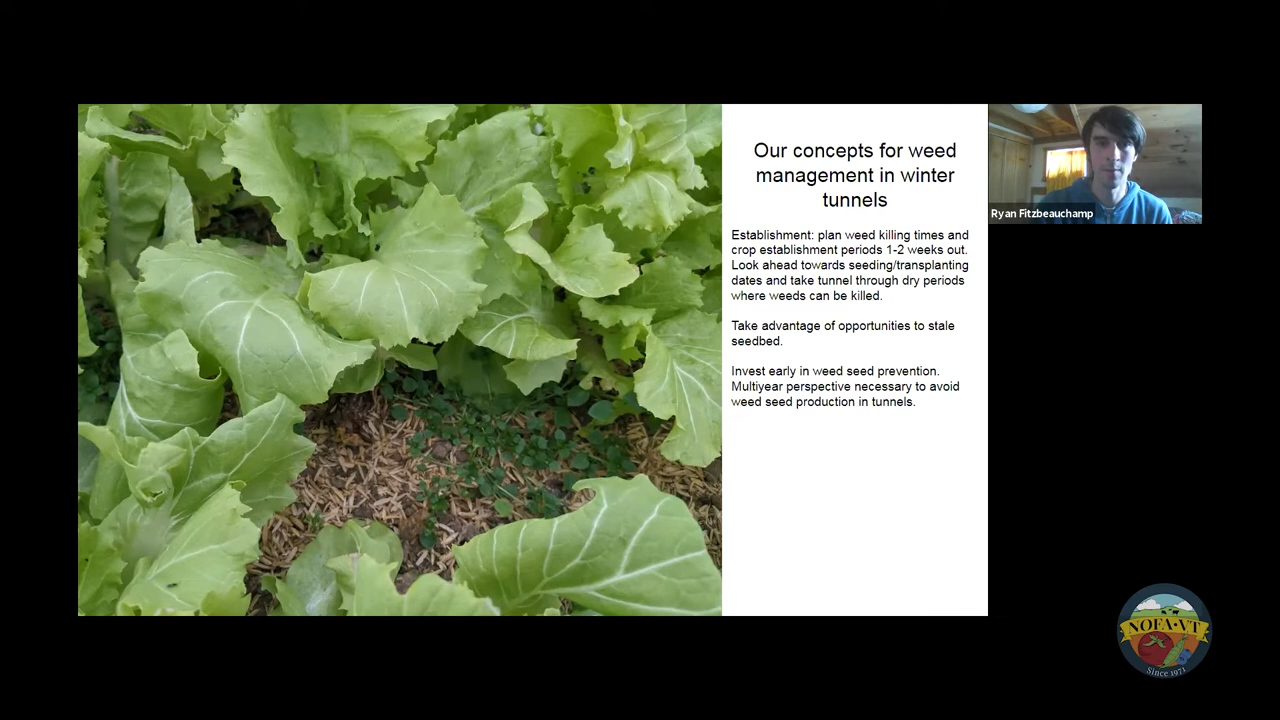 Our concepts for weed
management in winter
tunnels
Establishment: plan weed killing times and
crop establishment periods 1-2 weeks out.
Look ahead towards seeding/transplanting
dates and take tunnel through dry periods
where weeds can be killed.
Take advantage of opportunities to stale
seedbed.
Invest early in weed seed prevention.
Multiyear perspective necessary to avoid
weed seed production in tunnels.
Ryan Fitzbeauchamp
NOFA·VT
Since 1971